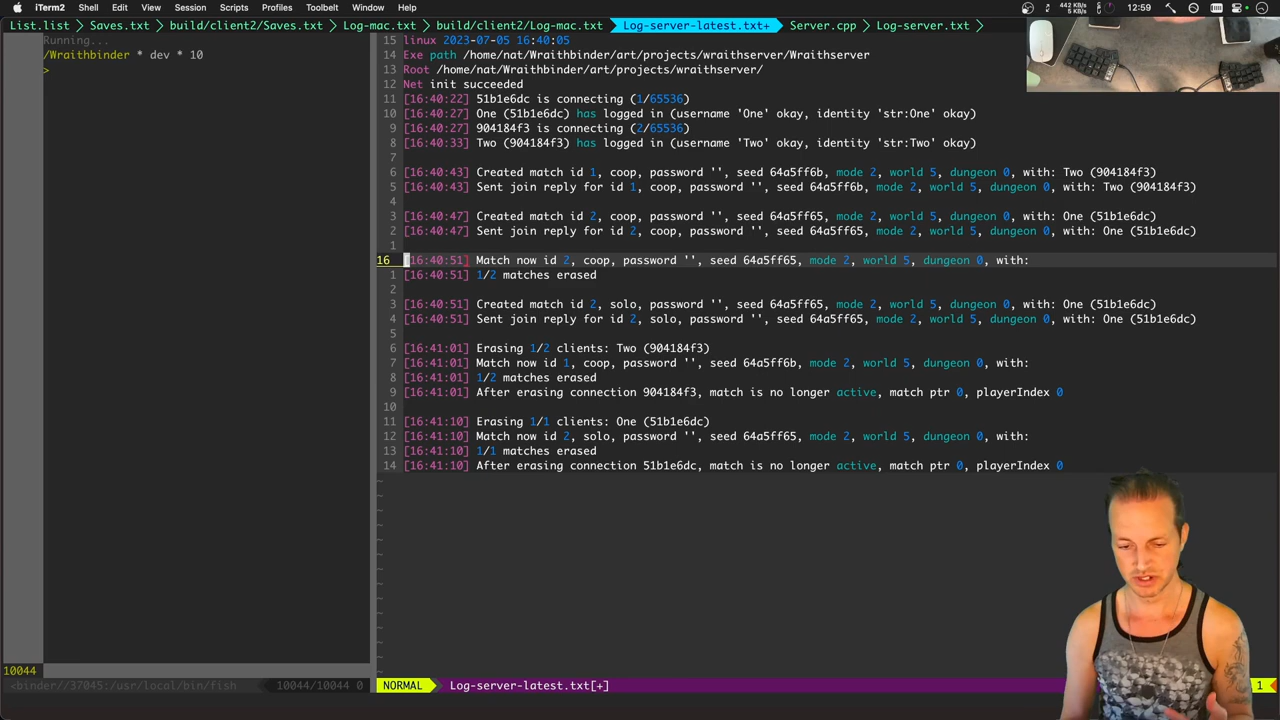 iTerm2 Shell Edit View Session Scripts Profiles Toolbelt Window Help
442 KB/s
5 KB/s
12:59
List.txt Saves.txt build/client2/Saves.txt Log-mac.txt build/client2/Log-mac.txt Log-server-latest.txt+ Server.cpp Log-server.txt
Running...
/Wraithbinder * dev * 10
>
15 linux 2023-07-05 16:40:05
14 Exe path /home/nat/Wraithbinder/art/projects/wraithserver/Wraithserver
13 Root /home/nat/Wraithbinder/art/projects/wraithserver/
12 Net init succeeded
11 [16:40:22] 51b1e6dc is connecting (1/65536)
10 [16:40:27] One (51b1e6dc) has logged in (username 'One' okay, identity 'str:One' okay)
9 [16:40:27] 904184f3 is connecting (2/65536)
8 [16:40:33] Two (904184f3) has logged in (username 'Two' okay, identity 'str:Two' okay)
7
6 [16:40:43] Created match id 1, coop, password '', seed 64a5ff6b, mode 2, world 5, dungeon 0, with: Two (904184f3)
5 [16:40:43] Sent join reply for id 1, coop, password '', seed 64a5ff6b, mode 2, world 5, dungeon 0, with: Two (904184f3)
4
3 [16:40:47] Created match id 2, coop, password '', seed 64a5ff65, mode 2, world 5, dungeon 0, with: One (51b1e6dc)
2 [16:40:47] Sent join reply for id 2, coop, password '', seed 64a5ff65, mode 2, world 5, dungeon 0, with: One (51b1e6dc)
1
16 [16:40:51] Match now id 2, coop, password '', seed 64a5ff65, mode 2, world 5, dungeon 0, with:
1 [16:40:51] 1/2 matches erased
2
3 [16:40:51] Created match id 2, solo, password '', seed 64a5ff65, mode 2, world 5, dungeon 0, with: One (51b1e6dc)
4 [16:40:51] Sent join reply for id 2, solo, password '', seed 64a5ff65, mode 2, world 5, dungeon 0, with: One (51b1e6dc)
5
6 [16:41:01] Erasing 1/2 clients: Two (904184f3)
7 [16:41:01] Match now id 1, coop, password '', seed 64a5ff6b, mode 2, world 5, dungeon 0, with:
8 [16:41:01] 1/2 matches erased
9 [16:41:01] After erasing connection 904184f3, match is no longer active, match ptr 0, playerIndex 0
10
11 [16:41:10] Erasing 1/1 clients: One (51b1e6dc)
12 [16:41:10] Match now id 2, solo, password '', seed 64a5ff65, mode 2, world 5, dungeon 0, with:
13 [16:41:10] 1/1 matches erased
14 [16:41:10] After erasing connection 51b1e6dc, match is no longer active, match ptr 0, playerIndex 0
~
~
~
~
~
~
~
~
~
~
~
~
~
10044
<binder//37045:/usr/local/bin/fish 10044/10044 0
NORMAL Log-server-latest.txt[+] 1